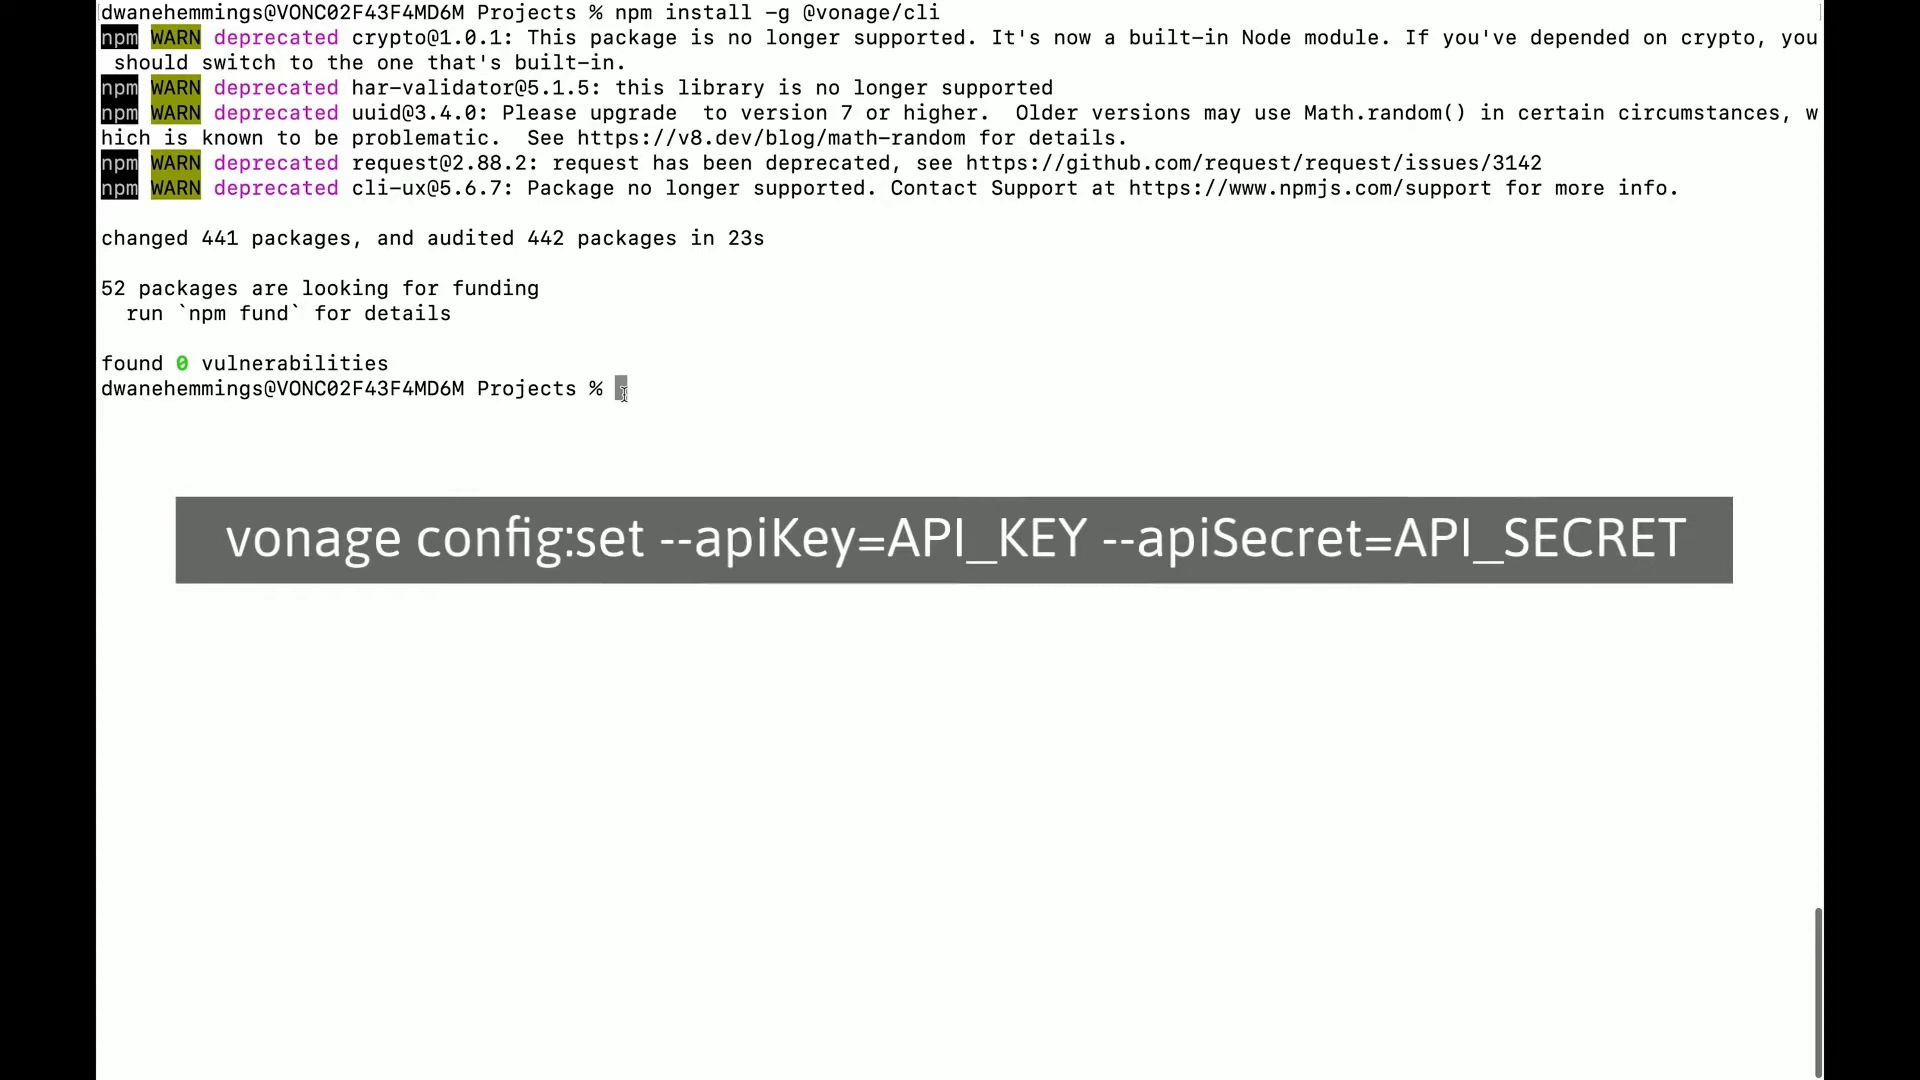 dwanehemmings@VONC02F43F4MD6M Projects % npm install -g @vonage/cli
npm WARN deprecated crypto@1.0.1: This package is no longer supported. It's now a built-in Node module. If you've depended on crypto, you
 should switch to the one that's built-in.
npm WARN deprecated har-validator@5.1.5: this library is no longer supported
npm WARN deprecated uuid@3.4.0: Please upgrade  to version 7 or higher.  Older versions may use Math.random() in certain circumstances, w
hich is known to be problematic.  See https://v8.dev/blog/math-random for details.
npm WARN deprecated request@2.88.2: request has been deprecated, see https://github.com/request/request/issues/3142
npm WARN deprecated cli-ux@5.6.7: Package no longer supported. Contact Support at https://www.npmjs.com/support for more info.
changed 441 packages, and audited 442 packages in 23s
52 packages are looking for funding
  run `npm fund` for details
found 0 vulnerabilities
dwanehemmings@VONC02F43F4MD6M Projects %
vonage config:set --apiKey=API_KEY --apiSecret=API_SECRET